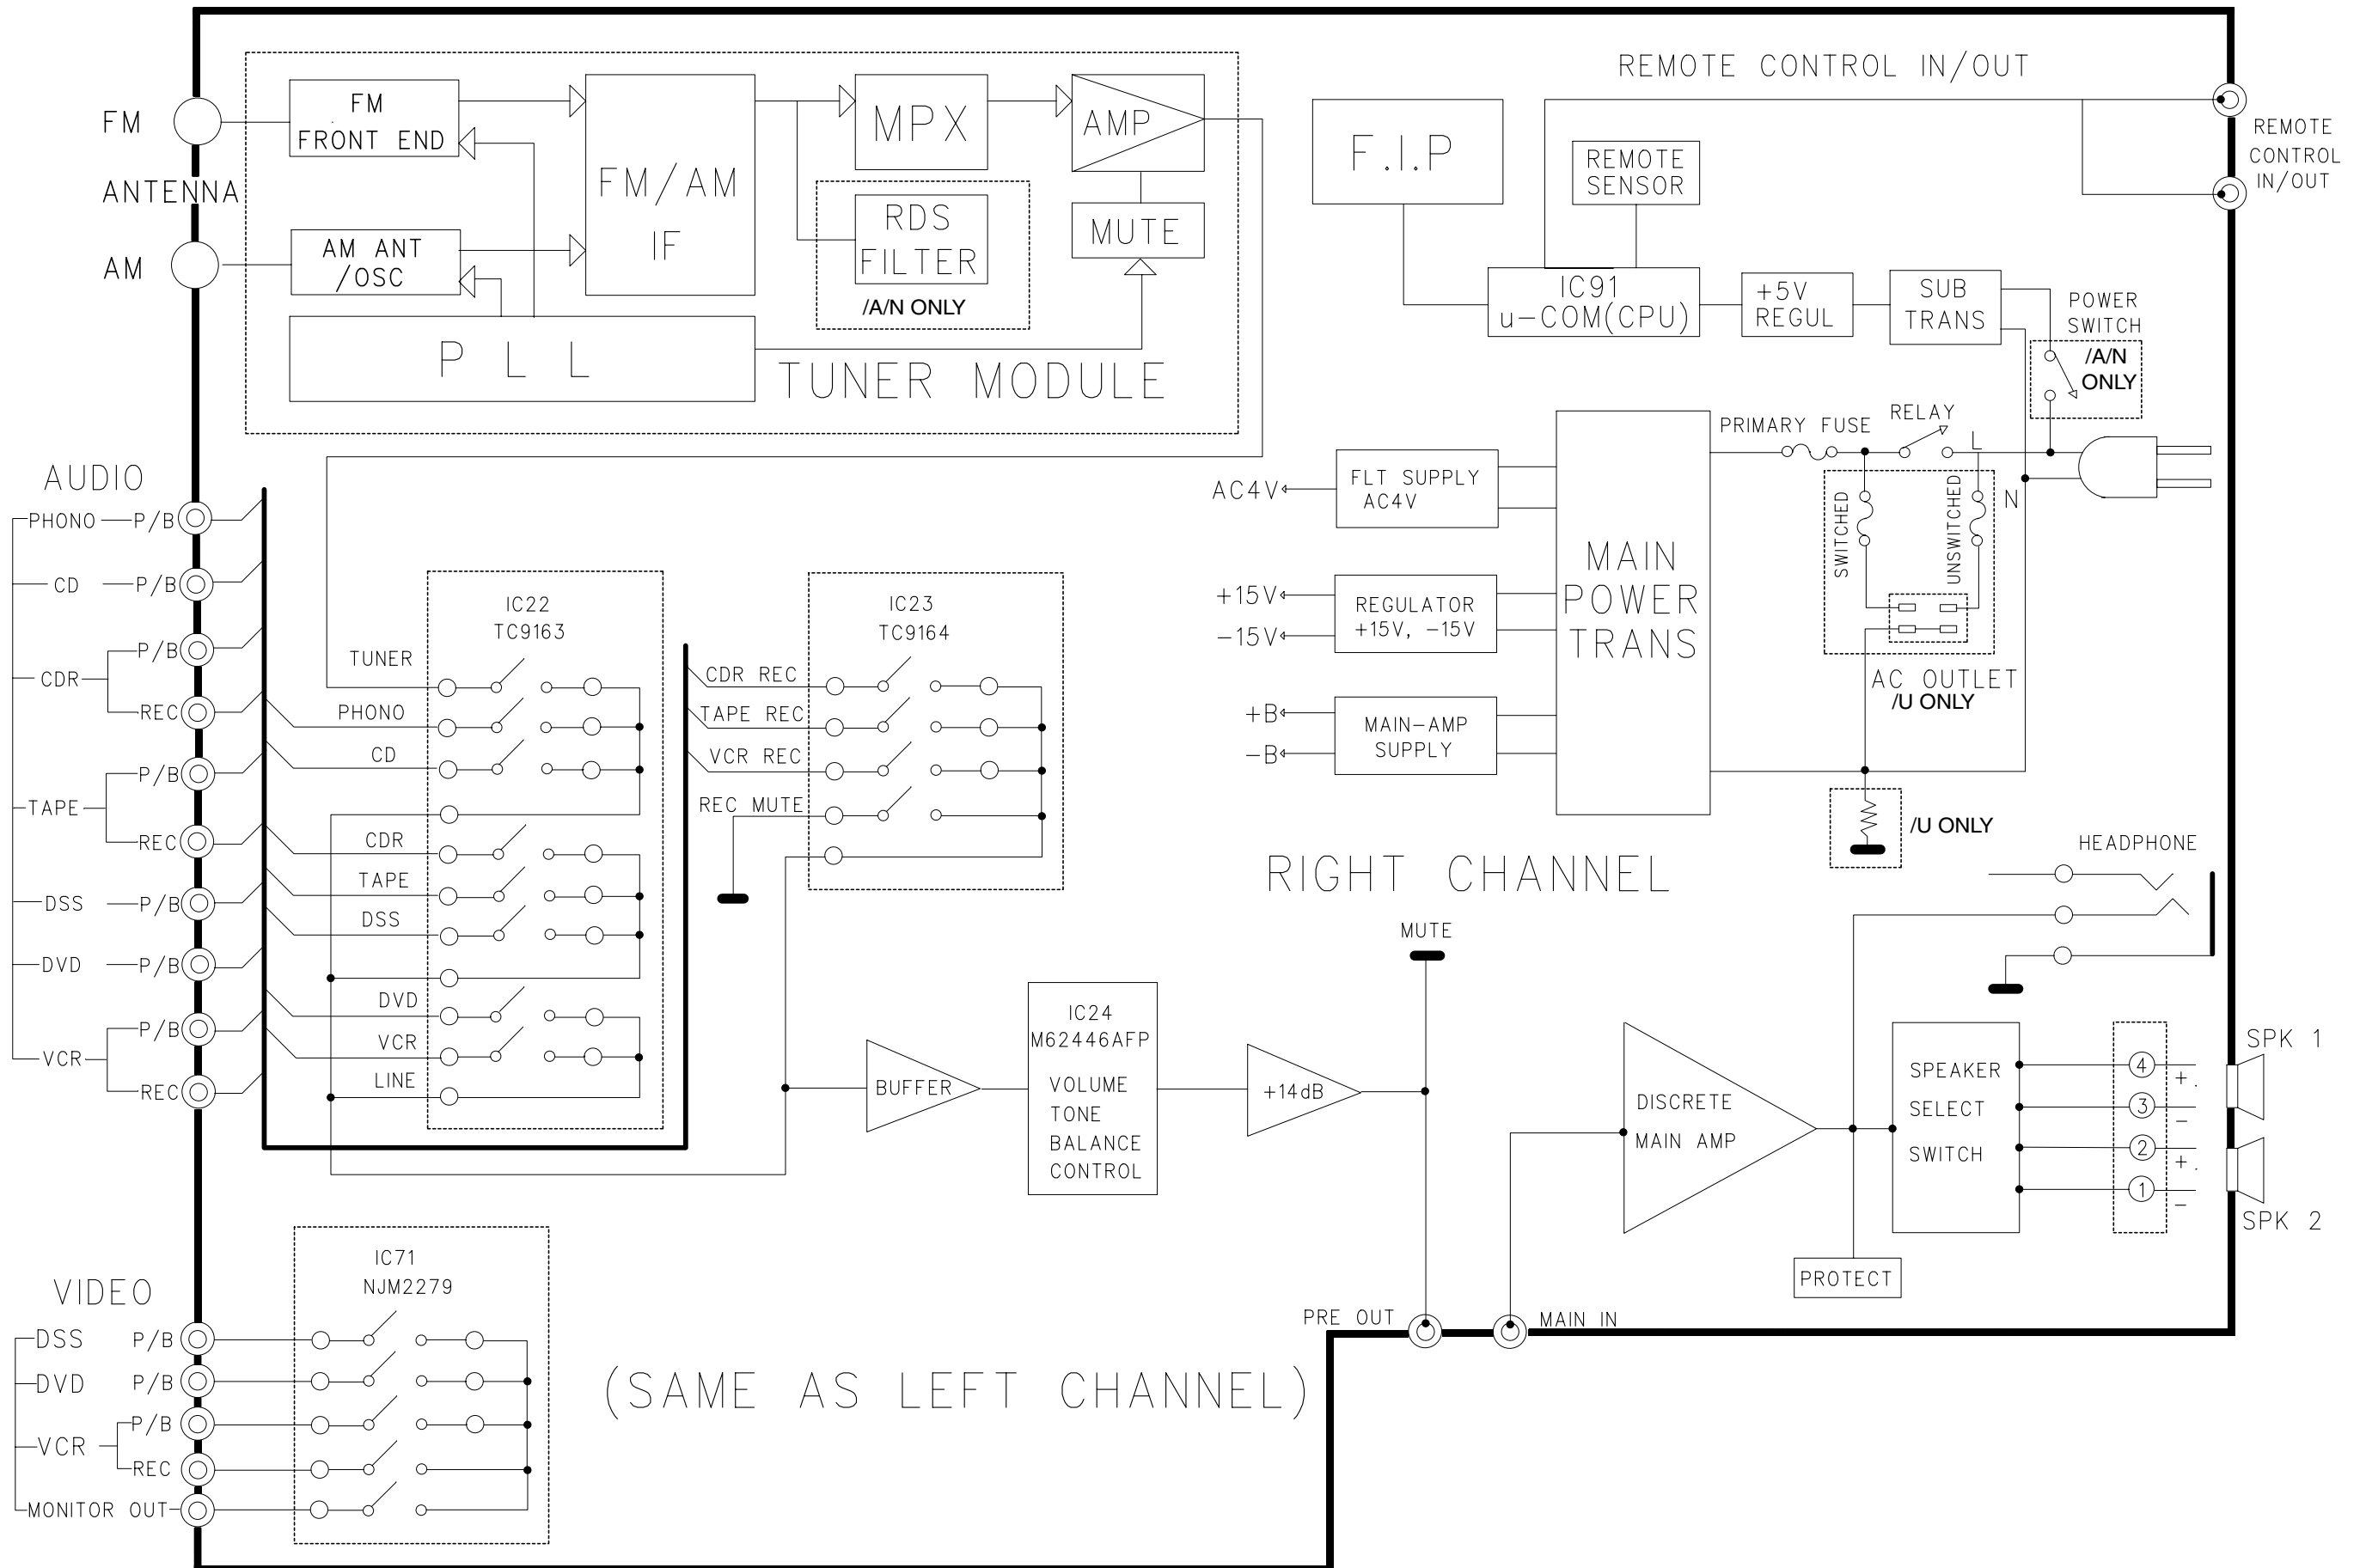 REMOTE CONTROL IN/OUT
FM
ANTENNA
AM
FM
FRONT END
AM ANT
/OSC
FM/AM
IF
MPX
AMP
RDS
FILTER
/A/N ONLY
MUTE
P L L
TUNER MODULE
F.I.P
REMOTE
SENSOR
IC91
u-COM(CPU)
+5V
REGUL
SUB
TRANS
REMOTE
CONTROL
IN/OUT
POWER
SWITCH
/A/N
ONLY
PRIMARY FUSE
RELAY
L
N
SWITCHED
UNSWITCHED
AC OUTLET
/U ONLY
/U ONLY
MAIN
POWER
TRANS
AC4V
FLT SUPPLY
AC4V
+15V
-15V
REGULATOR
+15V, -15V
+B
-B
MAIN-AMP
SUPPLY
AUDIO
PHONO P/B
CD P/B
CDR
P/B
REC
TAPE
P/B
REC
DSS P/B
DVD P/B
VCR
P/B
REC
IC22
TC9163
TUNER
PHONO
CD
CDR
TAPE
DSS
DVD
VCR
LINE
IC23
TC9164
CDR REC
TAPE REC
VCR REC
REC MUTE
RIGHT CHANNEL
HEADPHONE
MUTE
BUFFER
IC24
M62446AFP
VOLUME
TONE
BALANCE
CONTROL
+14dB
DISCRETE
MAIN AMP
SPEAKER
SELECT
SWITCH
4
+
3
-
2
+
1
-
SPK 1
SPK 2
PROTECT
PRE OUT
MAIN IN
VIDEO
DSS P/B
DVD P/B
VCR
P/B
REC
MONITOR OUT
IC71
NJM2279
(SAME AS LEFT CHANNEL)